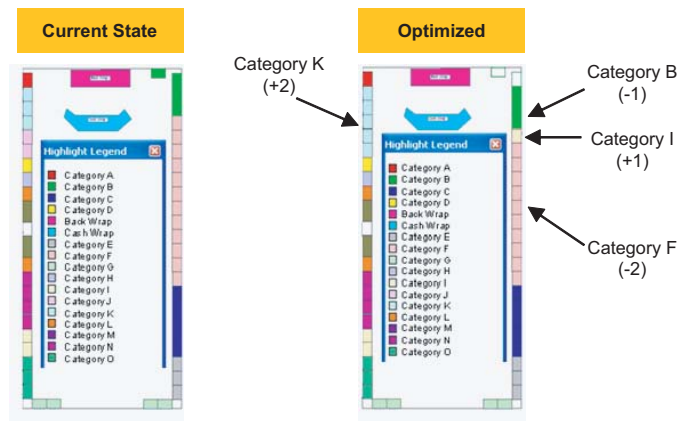 Current State
Optimized
Category K
(+2)
Category B
(-1)
Category I
(+1)
Category F
(-2)
Highlight Legend
Category A
Category B
Category C
Category D
Back Wrap
Cash Wrap
Category E
Category F
Category G
Category H
Category I
Category J
Category K
Category L
Category M
Category N
Category O
Highlight Legend
Category A
Category B
Category C
Category D
Back Wrap
Cash Wrap
Category E
Category F
Category G
Category H
Category I
Category J
Category K
Category L
Category M
Category N
Category O